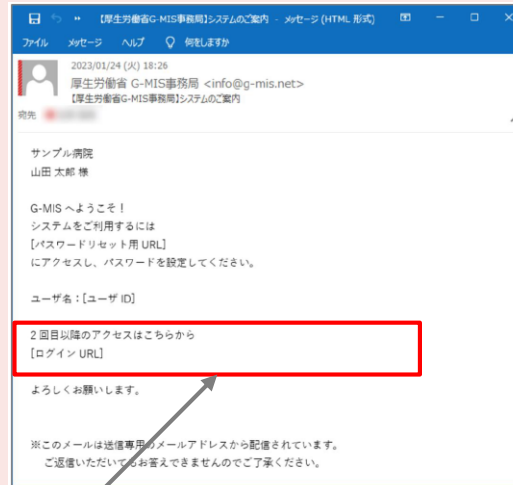 【厚生労働省G-MIS事務局】システムのご案内 - メッセージ (HTML 形式)
ファイル メッセージ ヘルプ 何をしますか
2023/01/24 (火) 18:26
厚生労働省 G-MIS事務局 <info@g-mis.net>
【厚生労働省G-MIS事務局】システムのご案内
宛先
サンプル病院
山田 太郎 様
G-MIS へようこそ！
システムをご利用するには
[パスワードリセット用 URL]
にアクセスし、パスワードを設定してください。
ユーザ名：[ユーザ ID]
2 回目以降のアクセスはこちらから
[ログイン URL]
よろしくお願いします。
※このメールは送信専用のメールアドレスから配信されています。
ご返信いただいてもお答えできませんのでご了承ください。